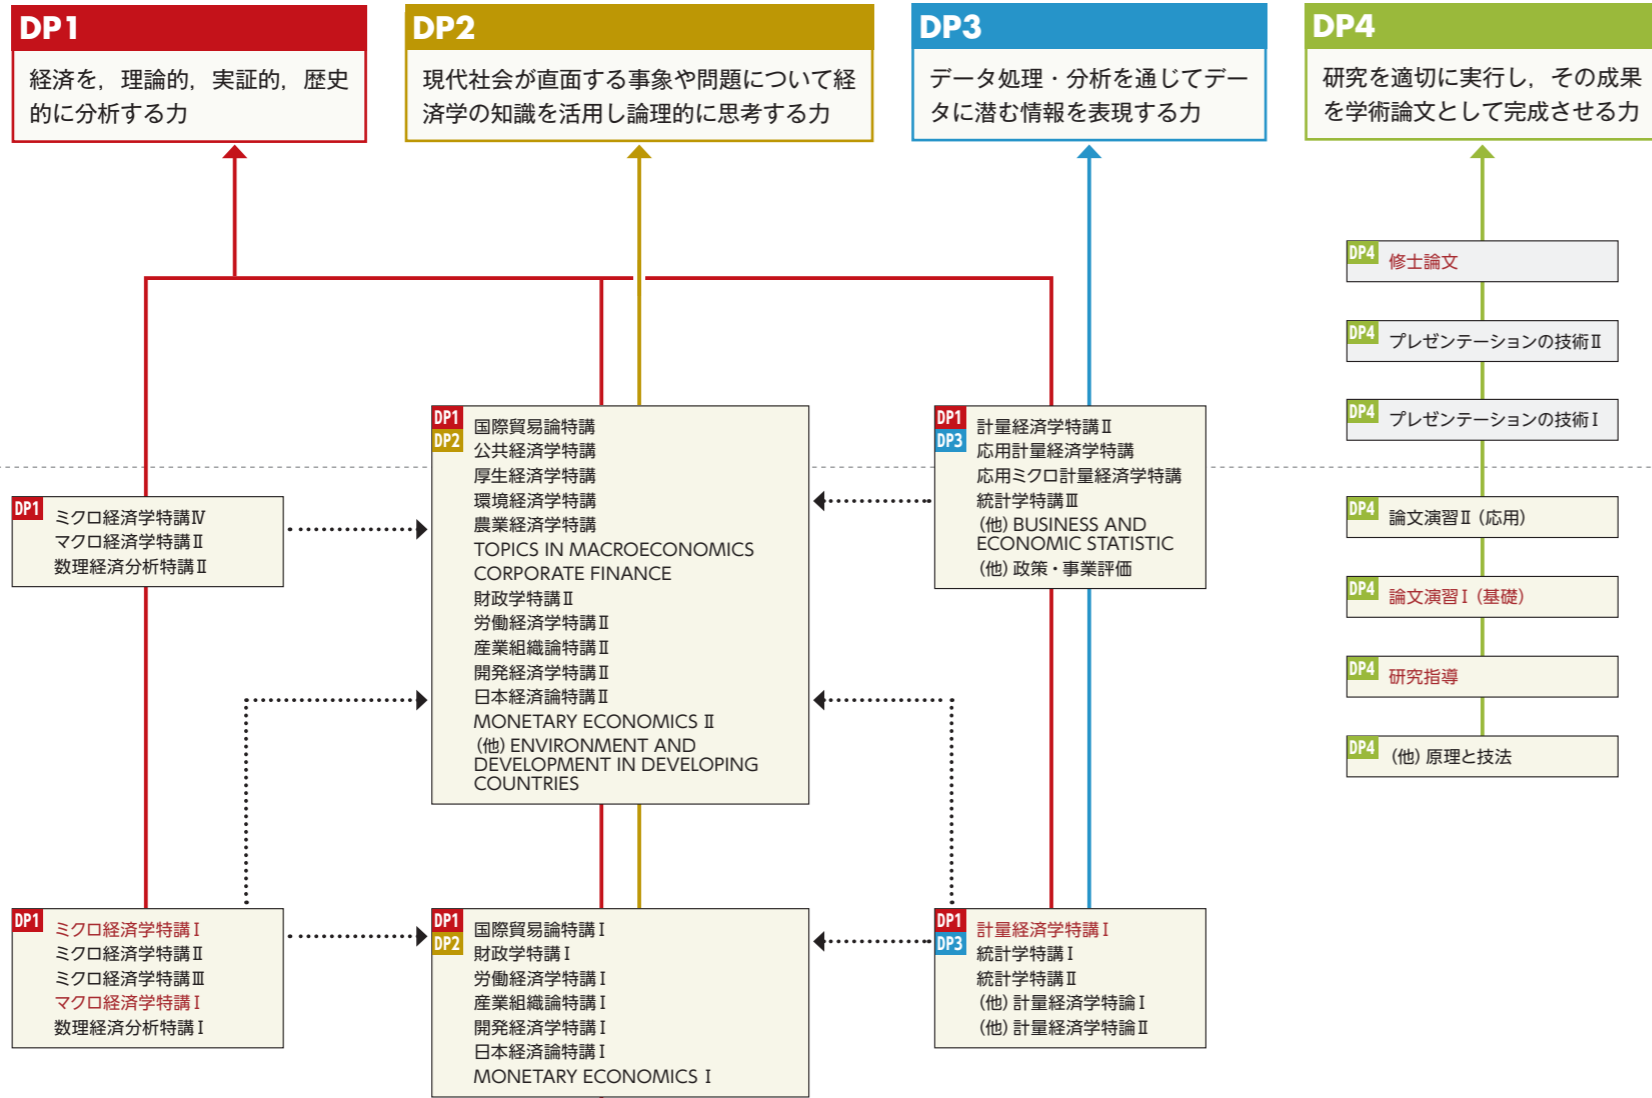 DP1
経済を，理論的，実証的，歴史
的に分析する力
DP2
現代社会が直面する事象や問題について経
済学の知識を活用し論理的に思考する力
DP3
データ処理・分析を通じてデー
タに潜む情報を表現する力
DP4
研究を適切に実行し，その成果
を学術論文として完成させる力
DP4 修士論文
DP4 プレゼンテーションの技術Ⅱ
DP4 プレゼンテーションの技術Ⅰ
DP1
DP2
国際貿易論特講
公共経済学特講
厚生経済学特講
環境経済学特講
農業経済学特講
TOPICS IN MACROECONOMICS
CORPORATE FINANCE
財政学特講Ⅱ
労働経済学特講Ⅱ
産業組織論特講Ⅱ
開発経済学特講Ⅱ
日本経済論特講Ⅱ
MONETARY ECONOMICS Ⅱ
(他) ENVIRONMENT AND
DEVELOPMENT IN DEVELOPING
COUNTRIES
DP1
DP3
計量経済学特講Ⅱ
応用計量経済学特講
応用ミクロ計量経済学特講
統計学特講Ⅲ
(他) BUSINESS AND
ECONOMIC STATISTIC
(他) 政策・事業評価
DP1
ミクロ経済学特講Ⅳ
マクロ経済学特講Ⅱ
数理経済分析特講Ⅱ
DP4 論文演習Ⅱ (応用)
DP4 論文演習Ⅰ (基礎)
DP4 研究指導
DP4 (他) 原理と技法
DP1
ミクロ経済学特講Ⅰ
ミクロ経済学特講Ⅱ
ミクロ経済学特講Ⅲ
マクロ経済学特講Ⅰ
数理経済分析特講Ⅰ
DP1
DP2
国際貿易論特講Ⅰ
財政学特講Ⅰ
労働経済学特講Ⅰ
産業組織論特講Ⅰ
開発経済学特講Ⅰ
日本経済論特講Ⅰ
MONETARY ECONOMICS Ⅰ
DP1
DP3
計量経済学特講Ⅰ
統計学特講Ⅰ
統計学特講Ⅱ
(他) 計量経済学特論Ⅰ
(他) 計量経済学特論Ⅱ